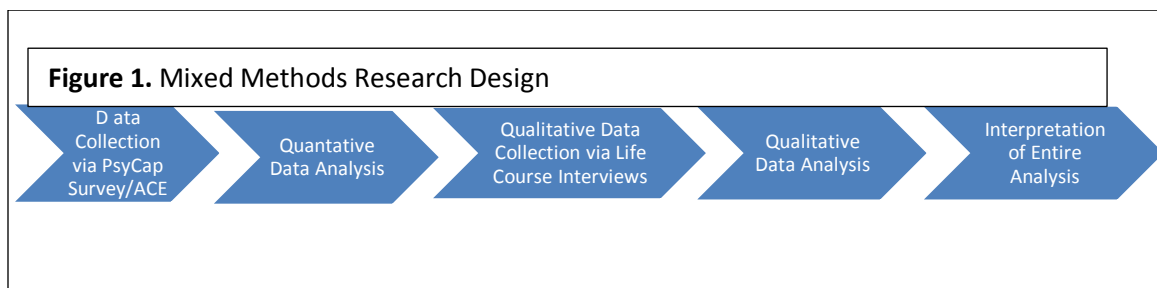 Figure 1. Mixed Methods Research Design
D ata
Collection
via PsyCap
Survey/ACE
Quantative
Data Analysis
Qualitative Data
Collection via Life
Course Interviews
Qualitative
Data Analysis
Interpretation
of Entire
Analysis